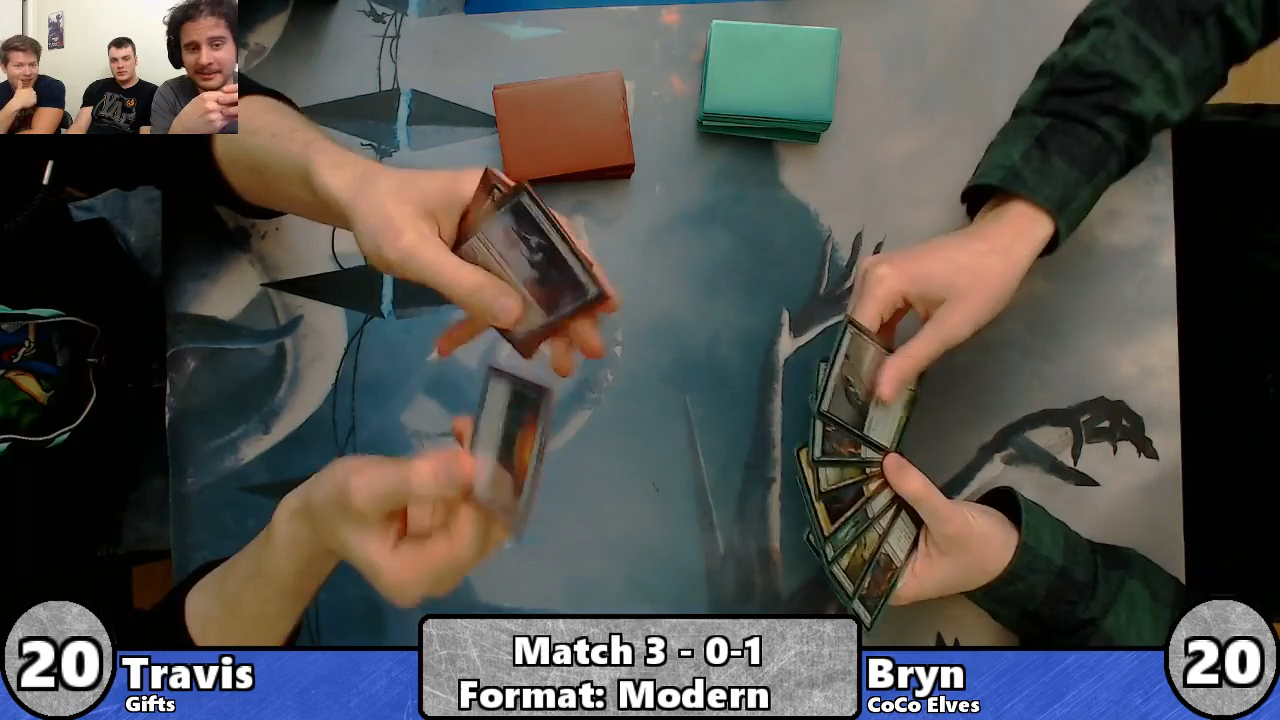 20
Travis
Gifts
Match 3 - 0-1
Format: Modern
Bryn
CoCo Elves
20